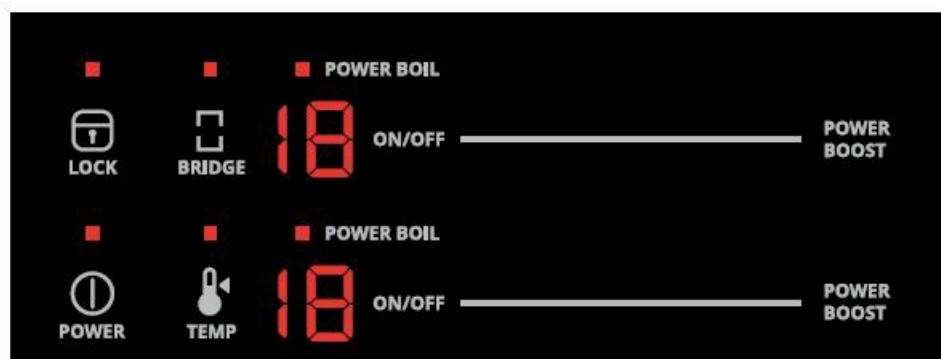 POWER BOIL
LOCK
BRIDGE
18
ON/OFF
POWER
BOOST
POWER BOIL
POWER
TEMP
18
ON/OFF
POWER
BOOST